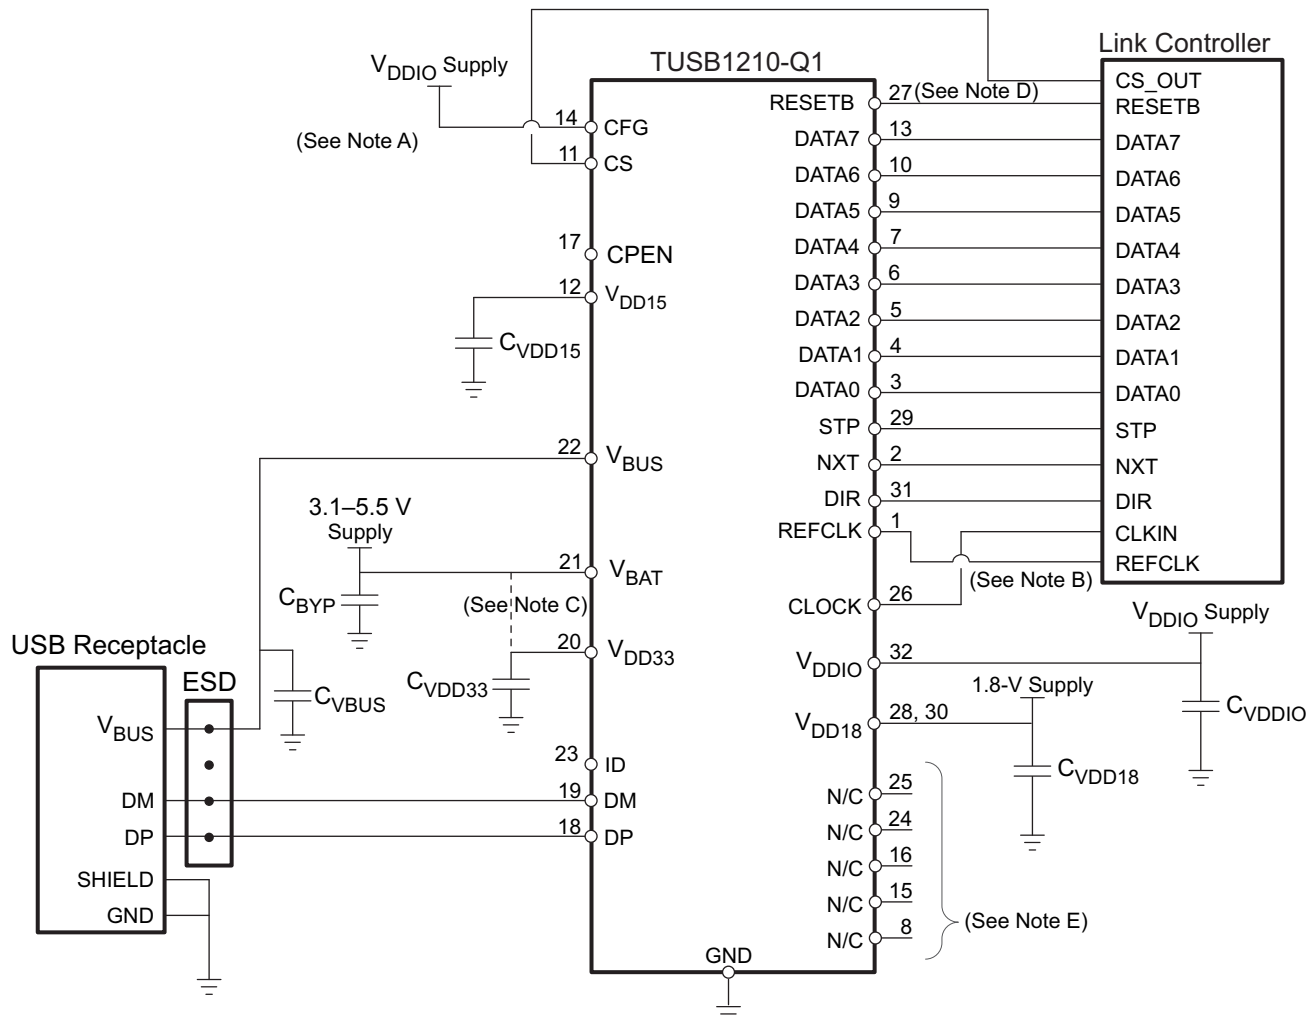 Link Controller
TUSB1210-Q1
VDDIO Supply
(See Note A)
14
CFG
11
CS
17
CPEN
12
VDD15
CVDD15
22
VBUS
3.1–5.5 V
Supply
21
VBAT
CBYP
(See Note C)
20
VDD33
CVDD33
USB Receptacle
ESD
CVBUS
VBUS
DM
DP
SHIELD
GND
23
ID
19
DM
18
DP
GND
RESETB
27
(See Note D)
DATA7
13
DATA6
10
DATA5
9
DATA4
7
DATA3
6
DATA2
5
DATA1
4
DATA0
3
STP
29
NXT
2
DIR
31
REFCLK
1
(See Note B)
CLOCK
26
VDDIO
32
VDD18
28, 30
N/C
25
N/C
24
N/C
16
N/C
15
N/C
8
(See Note E)
CS_OUT
RESETB
DATA7
DATA6
DATA5
DATA4
DATA3
DATA2
DATA1
DATA0
STP
NXT
DIR
CLKIN
REFCLK
VDDIO Supply
CVDDIO
1.8-V Supply
CVDD18